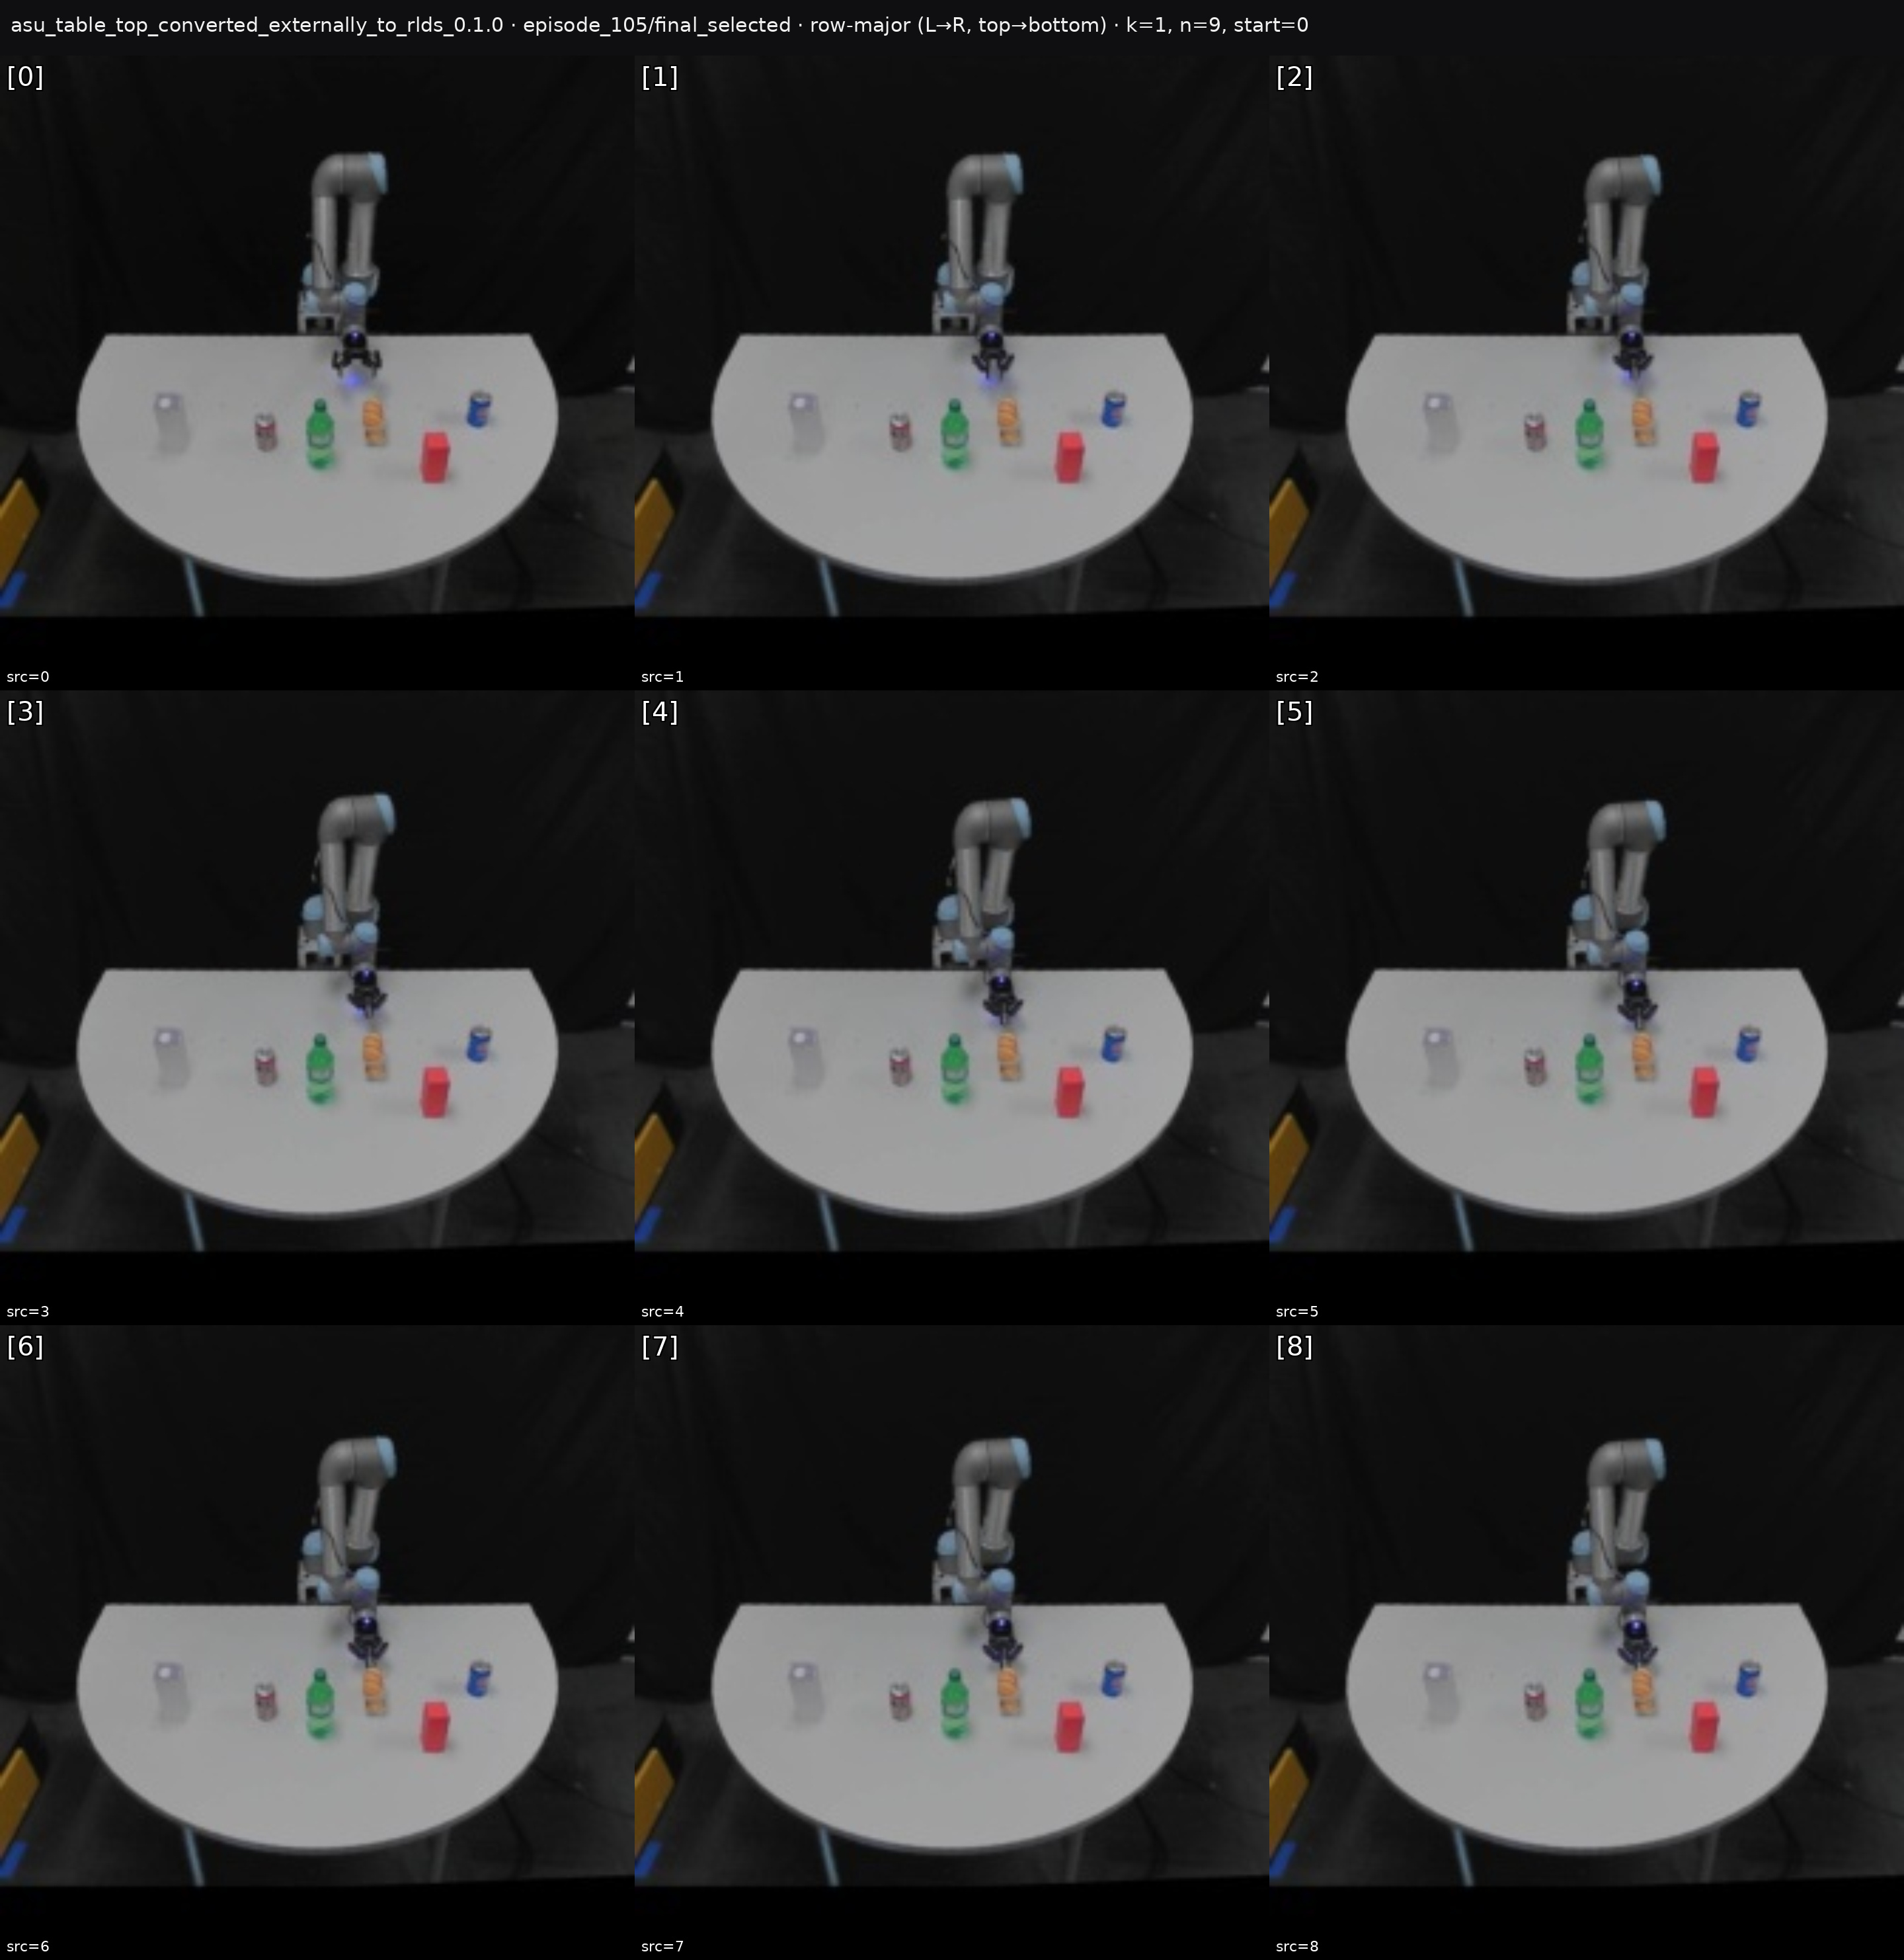 asu_table_top_converted_externally_to_rlds_0.1.0 · episode_105/final_selected · row-major (L→R, top→bottom) · k=1, n=9, start=0
[0]
[1]
[2]
src=0
src=1
src=2
[3]
[4]
[5]
src=3
src=4
src=5
[6]
[7]
[8]
src=6
src=7
src=8